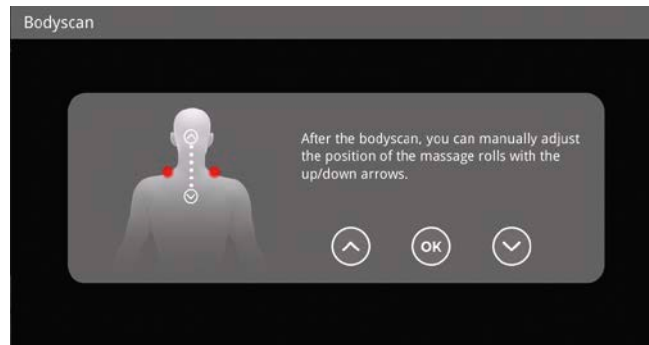 Bodyscan
After the bodyscan, you can manually adjust
the position of the massage rolls with the
up/down arrows.
OK